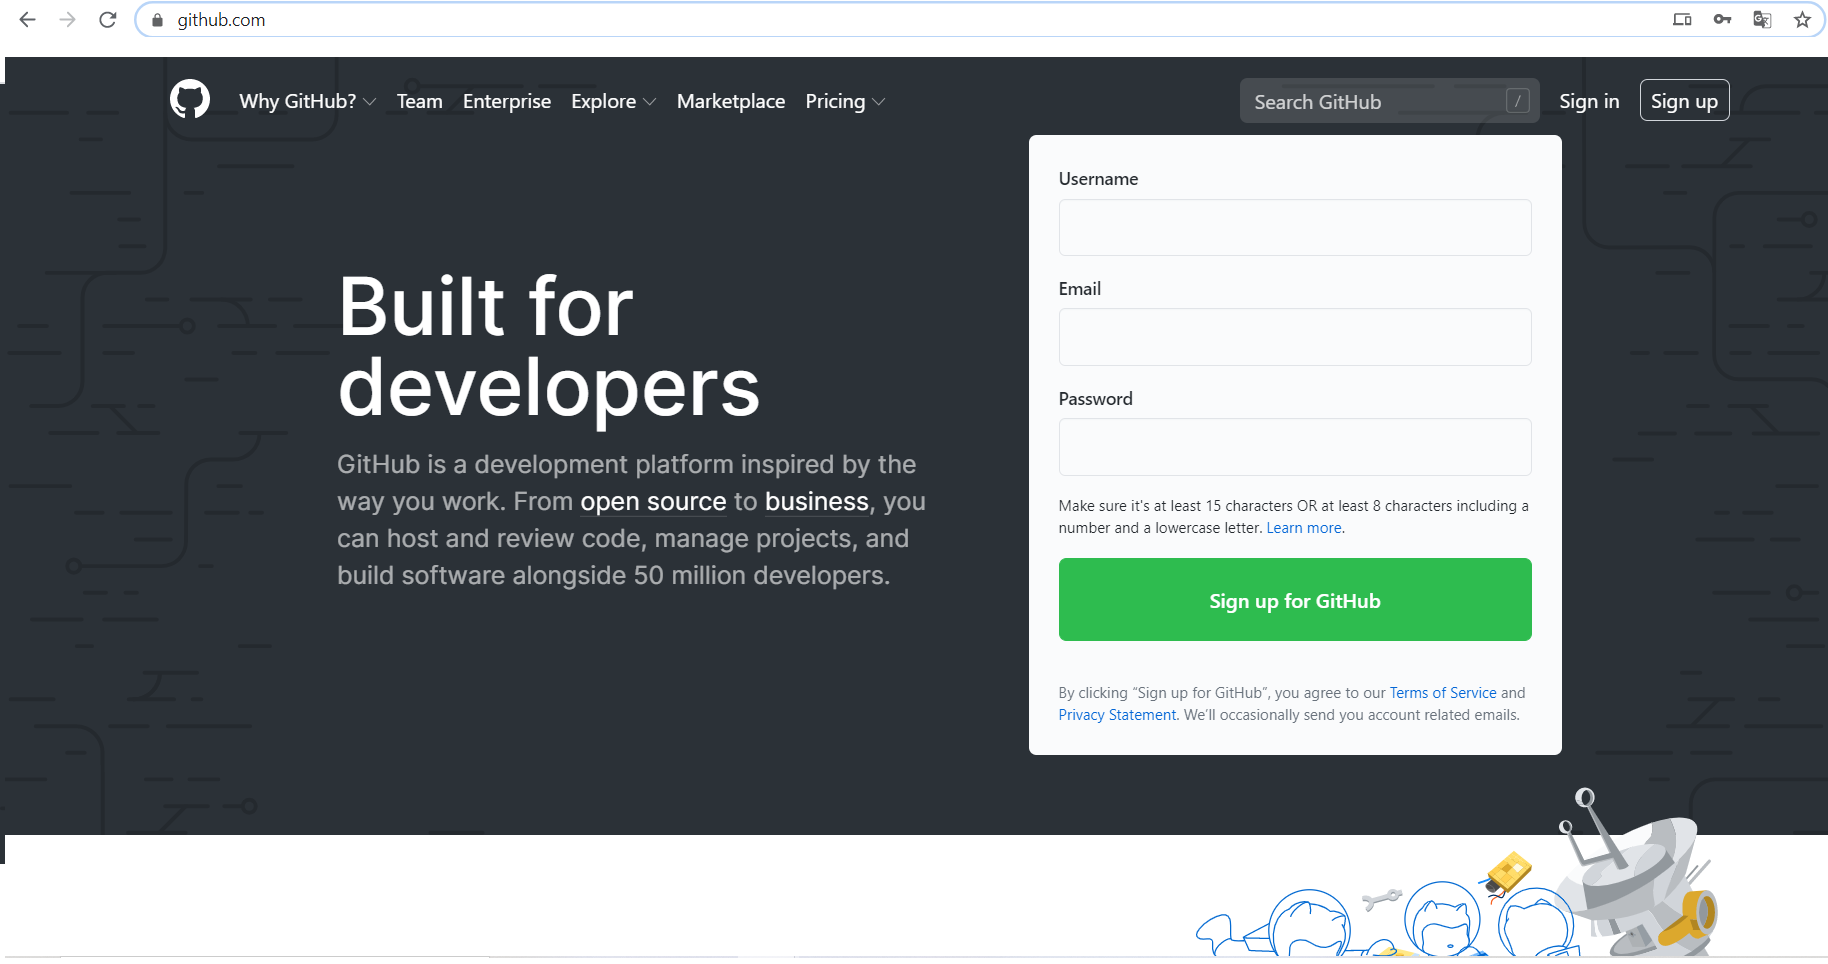 github.com
Why GitHub? Team Enterprise Explore Marketplace Pricing Search GitHub / Sign in Sign up
Built for
developers
GitHub is a development platform inspired by the
way you work. From open source to business, you
can host and review code, manage projects, and
build software alongside 50 million developers.
Username
Email
Password
Make sure it's at least 15 characters OR at least 8 characters including a
number and a lowercase letter. Learn more.
Sign up for GitHub
By clicking “Sign up for GitHub”, you agree to our Terms of Service and
Privacy Statement. We’ll occasionally send you account related emails.